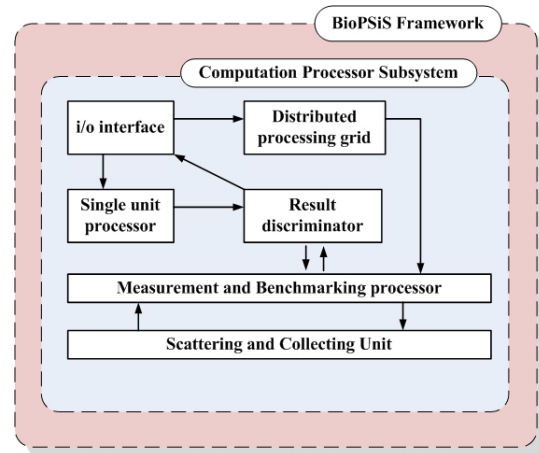 BioPSiS Framework
Computation Processor Subsystem
i/o interface
Distributed
processing grid
Single unit
processor
Result
discriminator
Measurement and Benchmarking processor
Scattering and Collecting Unit